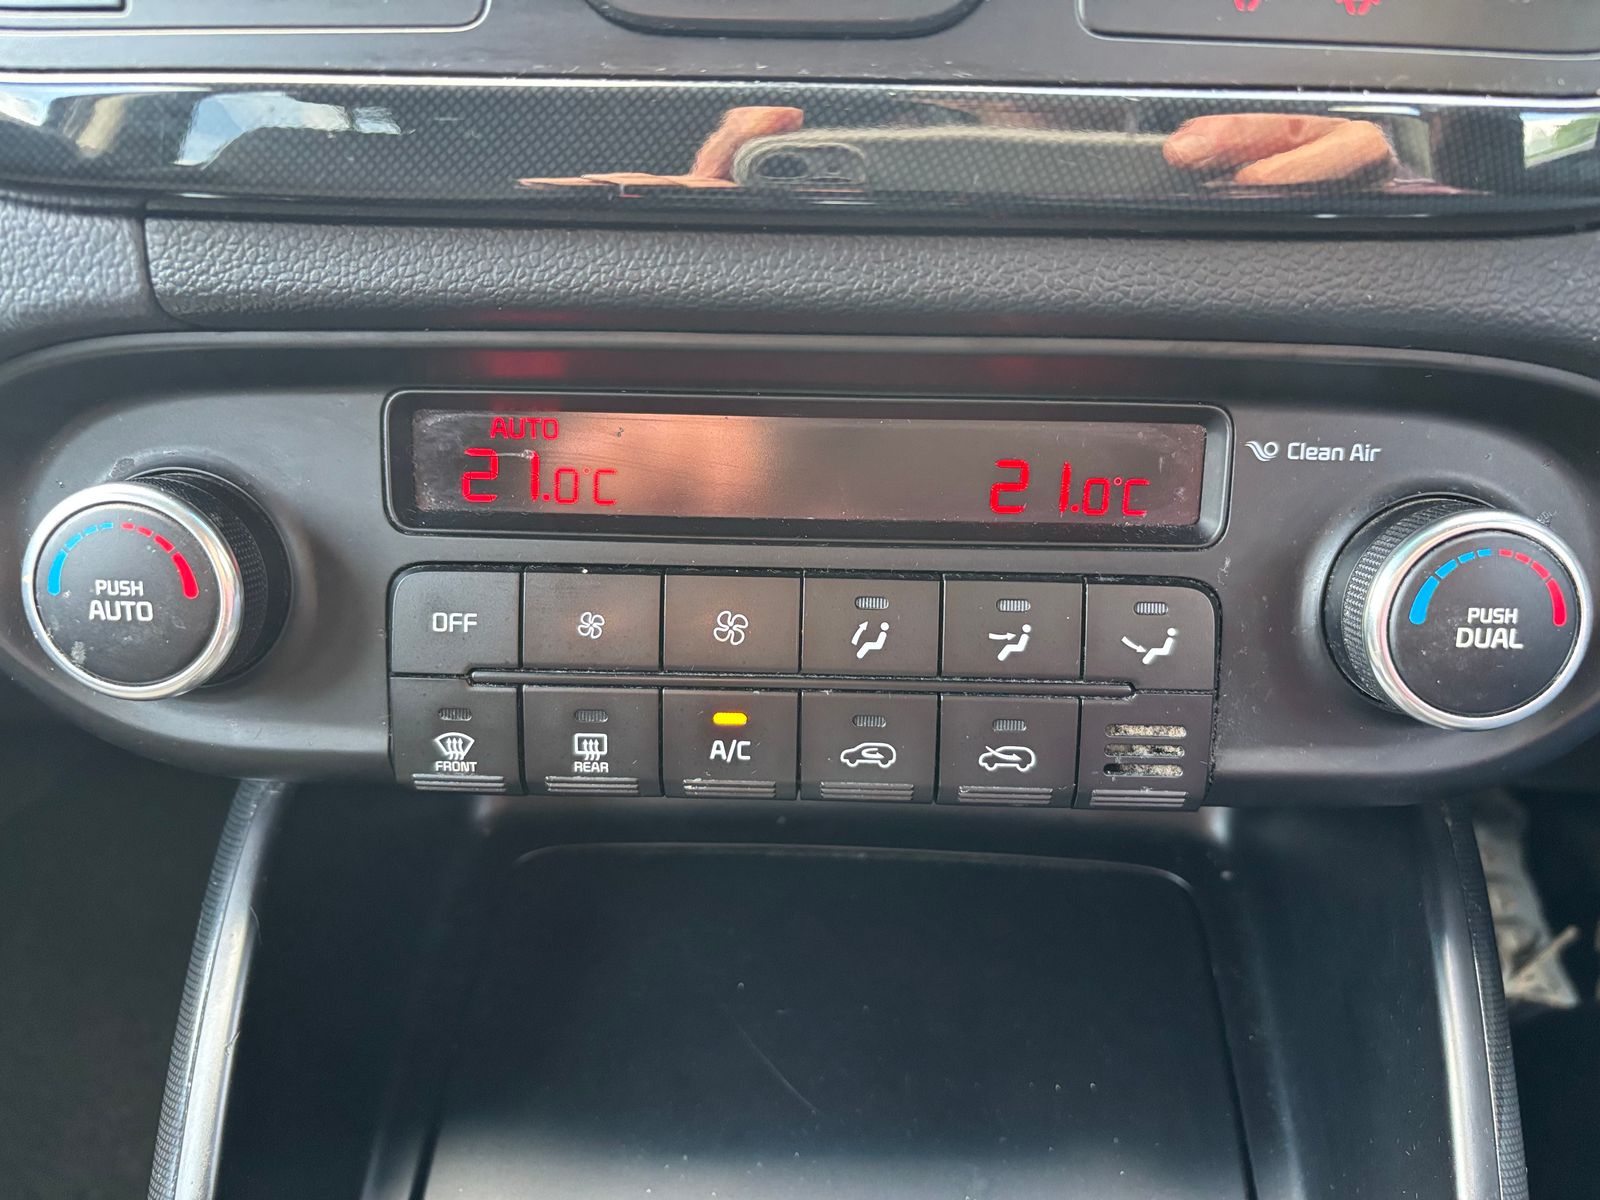 AUTO
21.0°C
21.0°C
Clean Air
PUSH
AUTO
OFF
PUSH
DUAL
FRONT
REAR
A/C